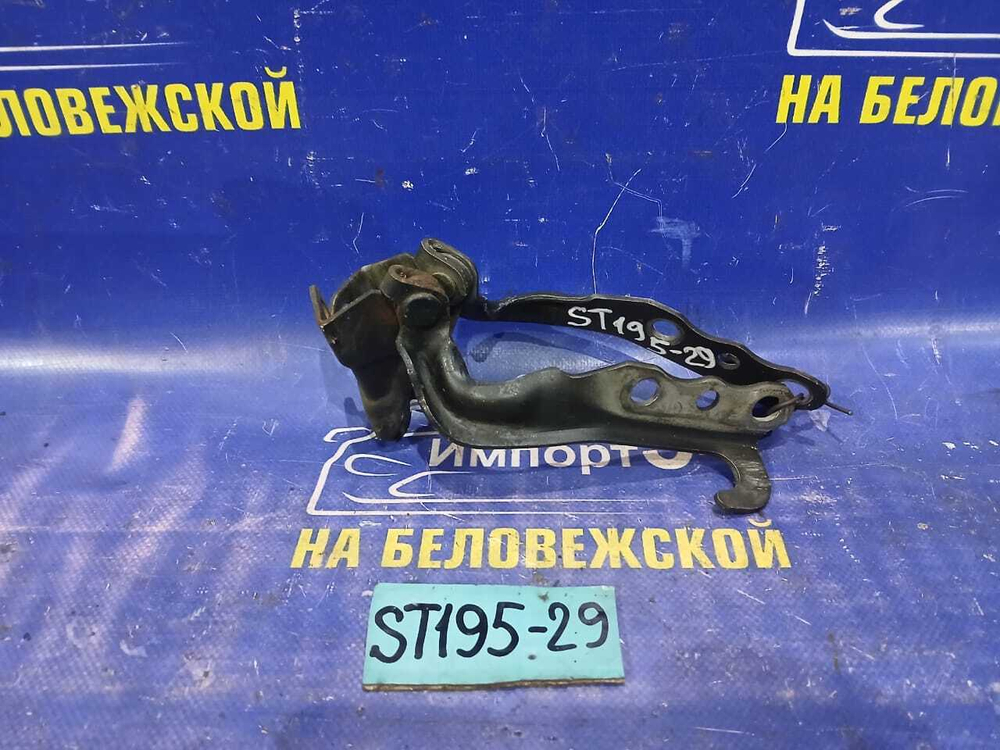 ЛОВЕЖСКОЙ
НА БЕЛО
ST195-29
Импорт
НА БЕЛОВЕЖСКОЙ
ST195-29